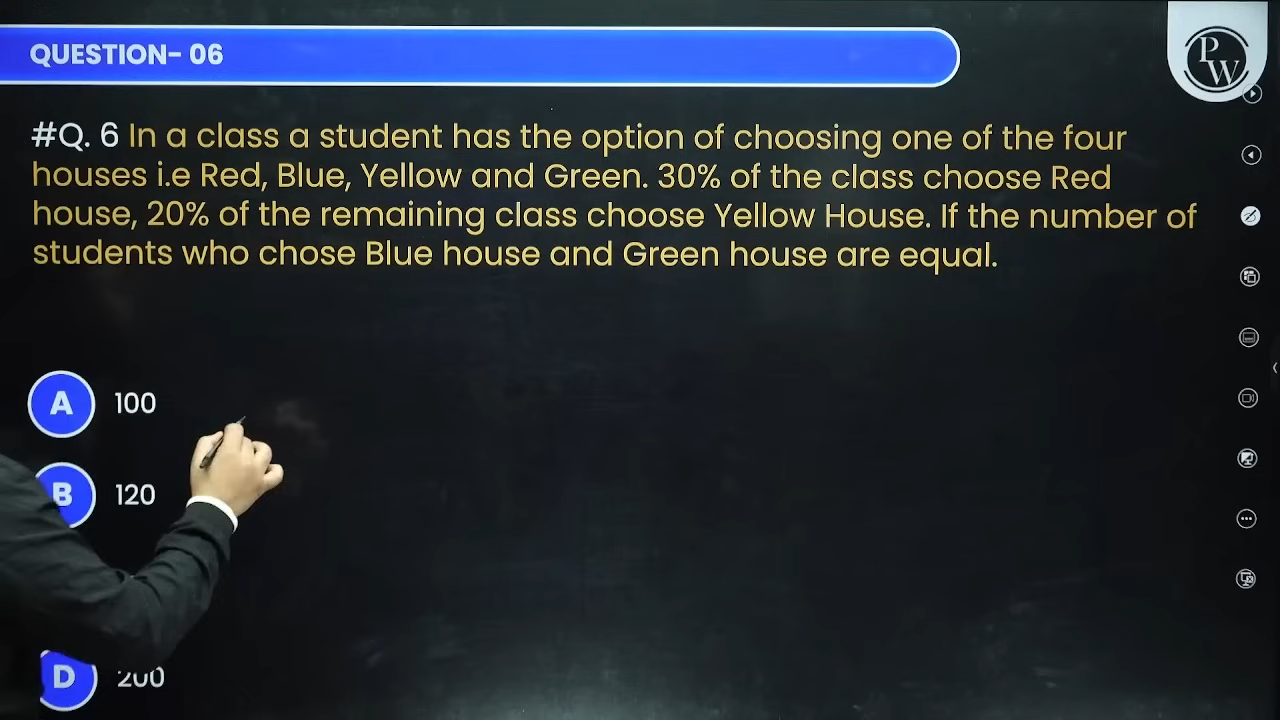 QUESTION- 06
PW
#Q. 6 In a class a student has the option of choosing one of the four
houses i.e Red, Blue, Yellow and Green. 30% of the class choose Red
house, 20% of the remaining class choose Yellow House. If the number of
students who chose Blue house and Green house are equal.
A 100
B 120
D 200